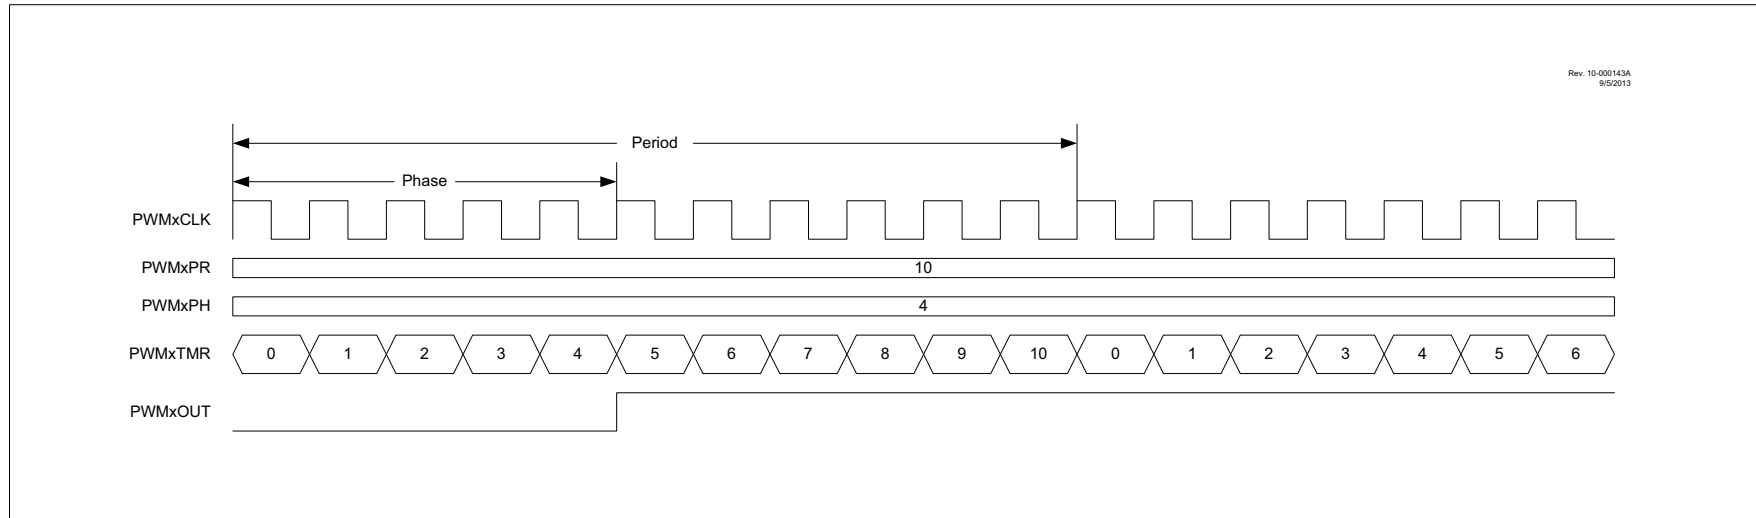 Rev. 10-000143A
9/5/2013
Period
Phase
PWMxCLK
PWMxPR 10
PWMxPH 4
PWMxTMR 0 1 2 3 4 5 6 7 8 9 10 0 1 2 3 4 5 6
PWMxOUT